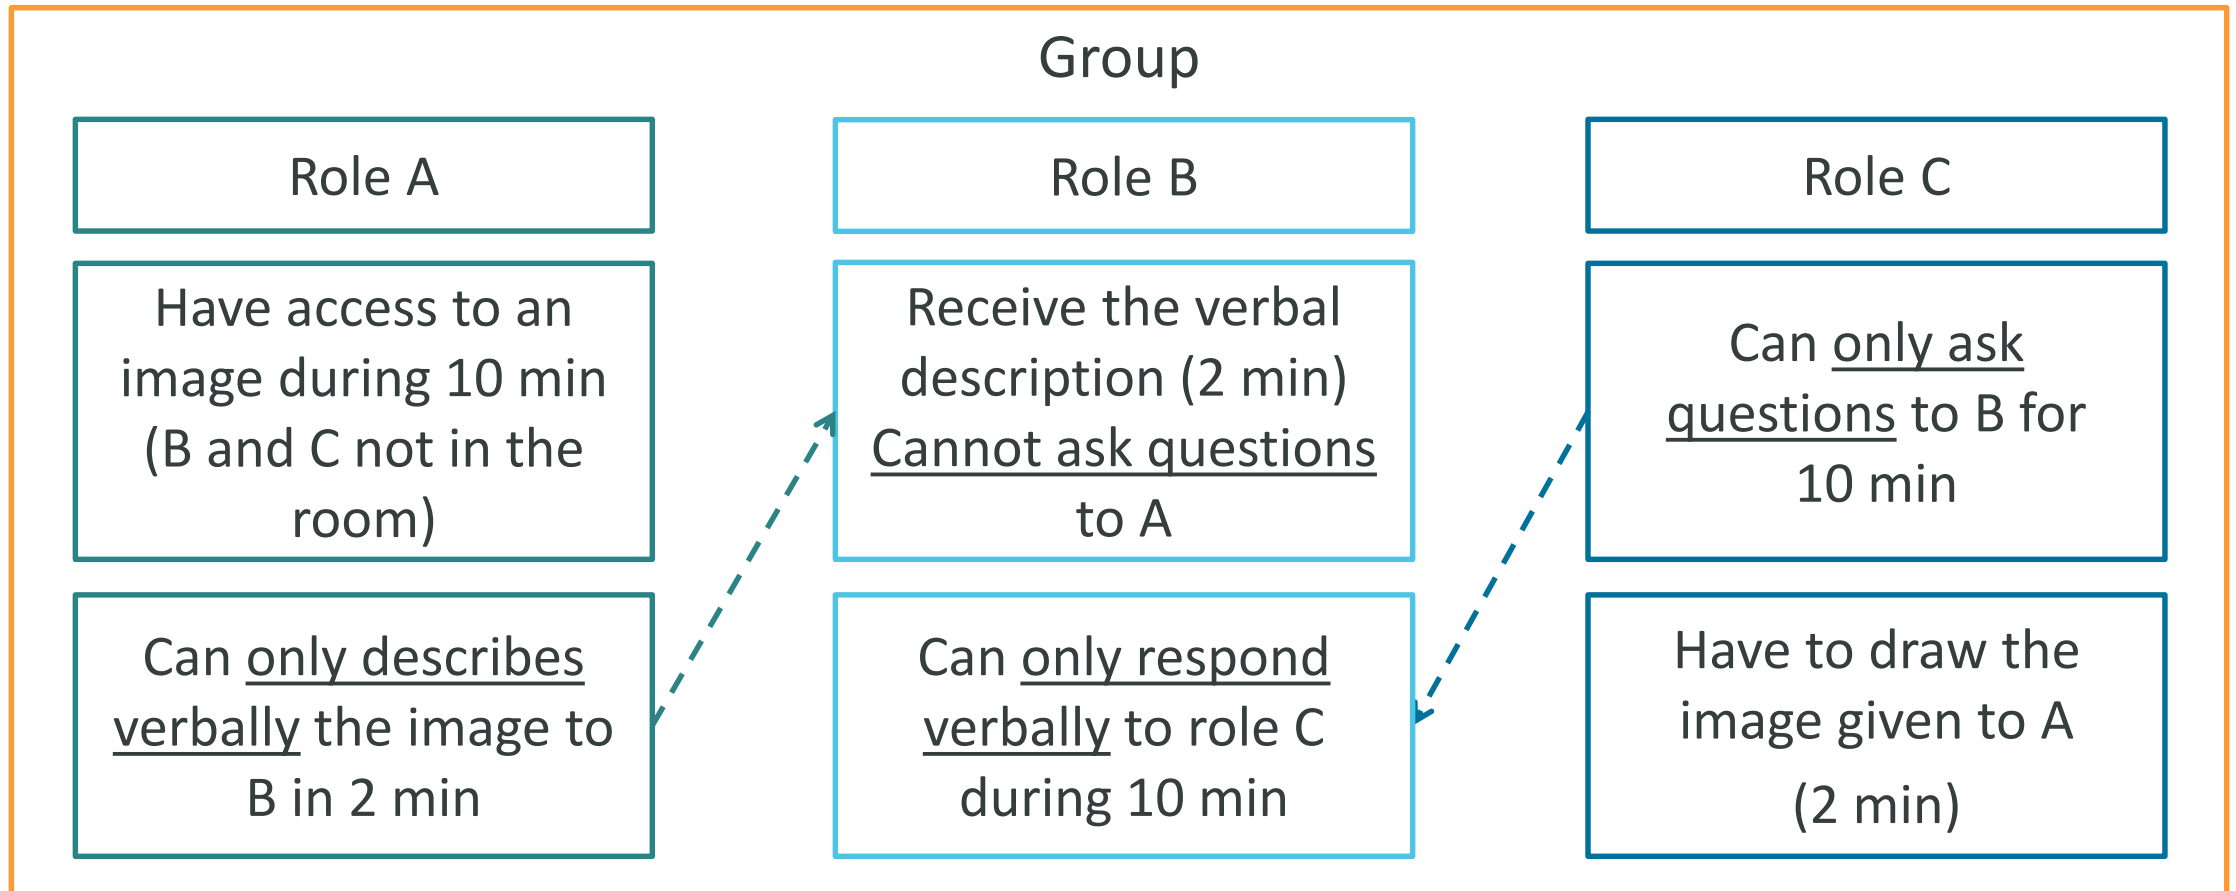 Group
Role A
Role B
Role C
Have access to an
image during 10 min
(B and C not in the
room)
Receive the verbal
description (2 min)
Cannot ask questions
to A
Can only ask
questions to B for
10 min
Can only describes
verbally the image to
B in 2 min
Can only respond
verbally to role C
during 10 min
Have to draw the
image given to A
(2 min)